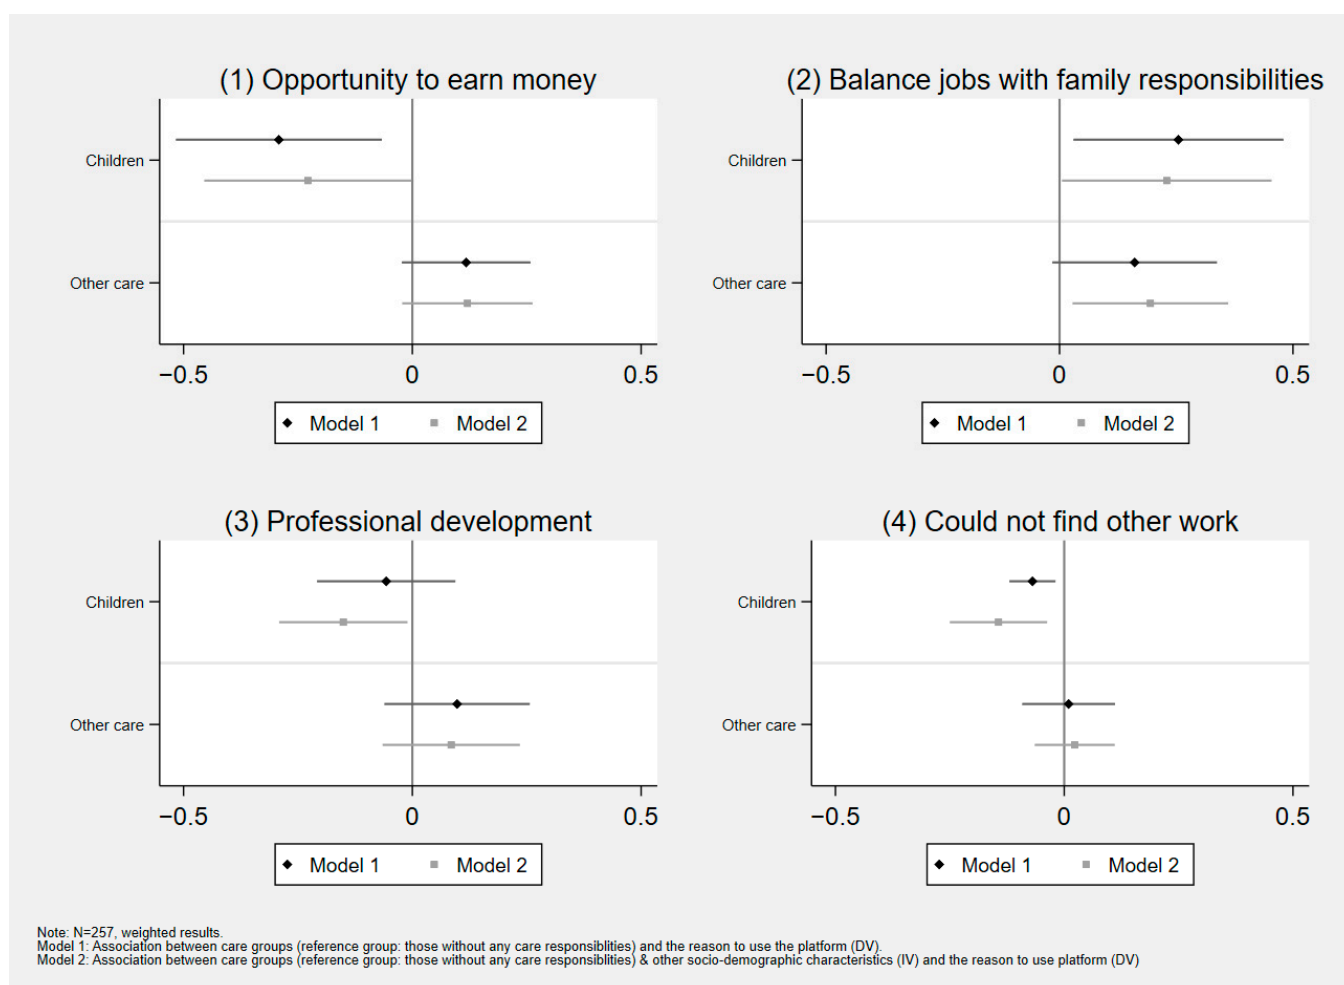 (1) Opportunity to earn money
Children
Other care
−0.5 0 0.5
Model 1 Model 2
(2) Balance jobs with family responsibilities
Children
Other care
−0.5 0 0.5
Model 1 Model 2
(3) Professional development
Children
Other care
−0.5 0 0.5
Model 1 Model 2
(4) Could not find other work
Children
Other care
−0.5 0 0.5
Model 1 Model 2
Note: N=257, weighted results.
Model 1: Association between care groups (reference group: those without any care responsiblities) and the reason to use the platform (DV).
Model 2: Association between care groups (reference group: those without any care responsiblities) & other socio-demographic characteristics (IV) and the reason to use platform (DV)